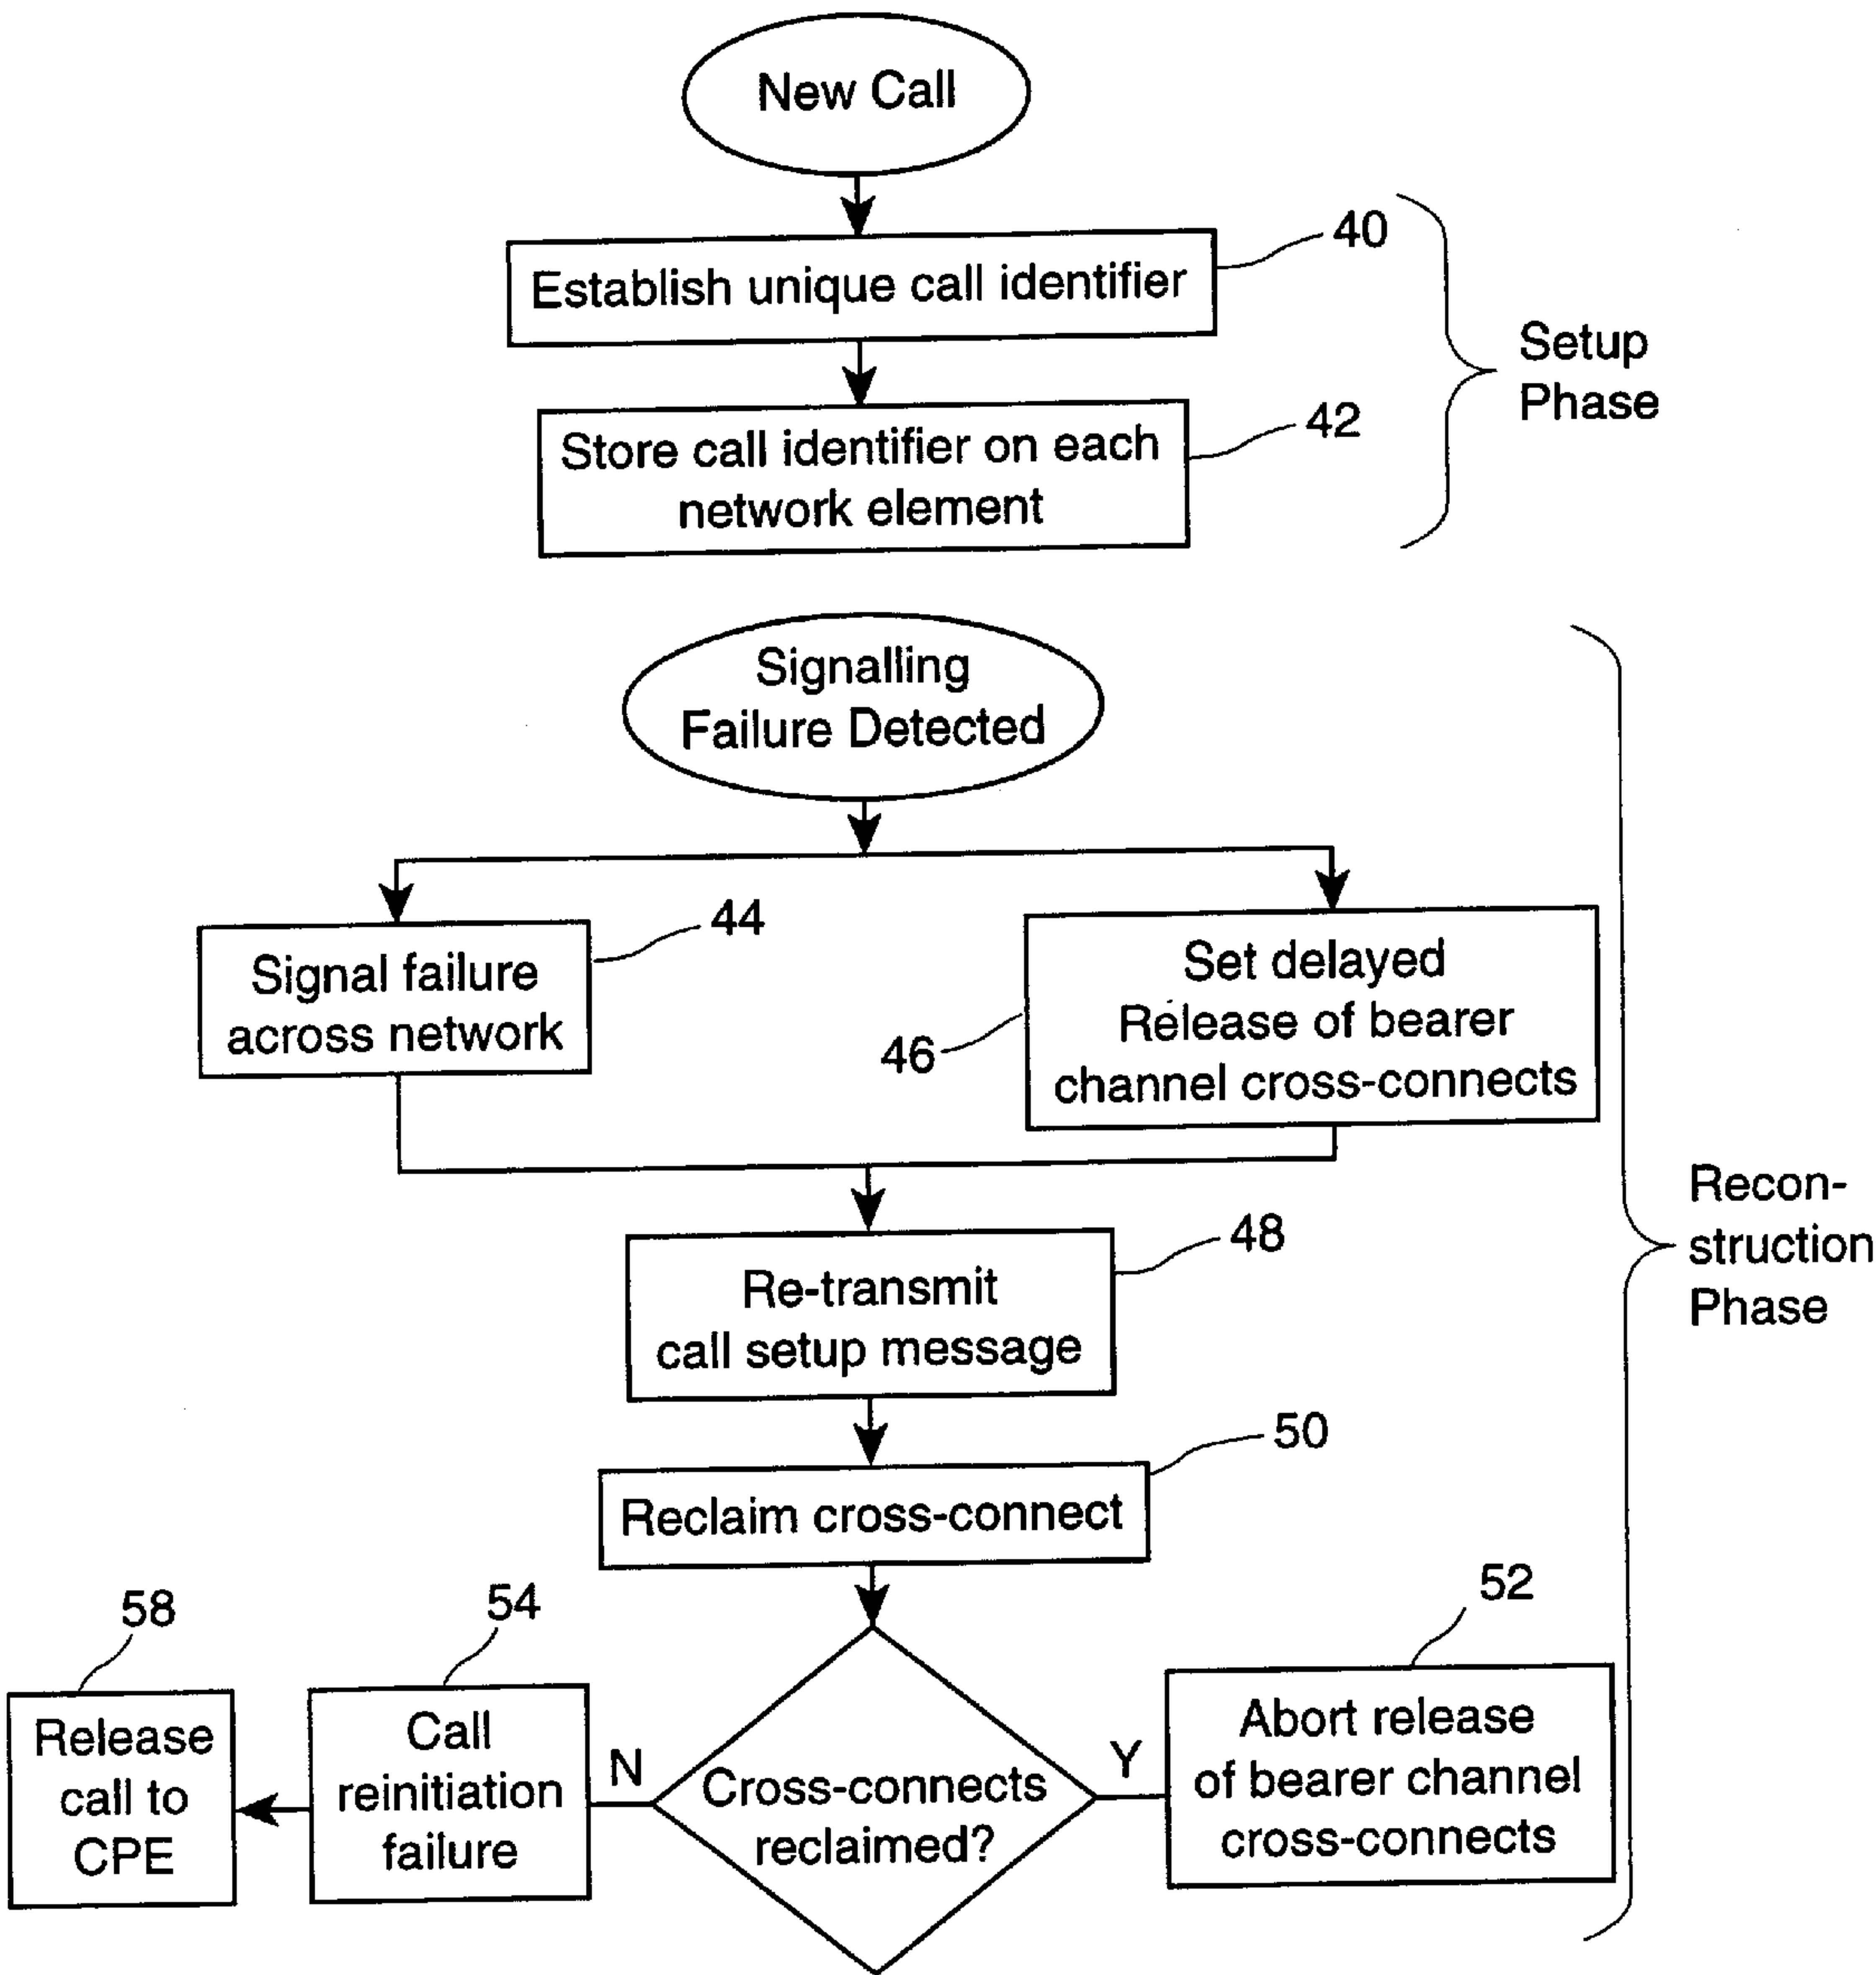 New Call
40
Establish unique call identifier
Setup
Phase
42
Store call identifier on each
network element
Signalling
Failure Detected
44
Signal failure
across network
Set delayed
Release of bearer
channel cross-connects
46
Recon-
struction
Phase
48
Re-transmit
call setup message
50
Reclaim cross-connect
58
54
52
Release
call to
CPE
Call
reinitiation
failure
N
Cross-connects
reclaimed?
Y
Abort release
of bearer channel
cross-connects